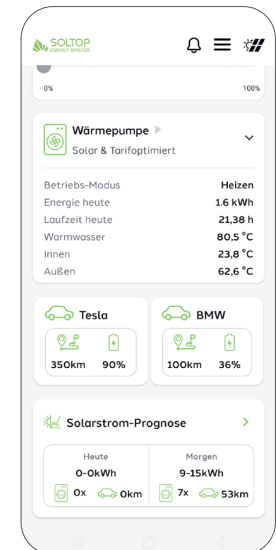 SOLTOP
ENERGY MASTER
0% 100%
Wärmepumpe
Solar & Tarifoptimiert
Betriebs-Modus Heizen
Energie heute 1.6 kWh
Laufzeit heute 21,38 h
Warmwasser 80,5 °C
Innen 23,8 °C
Außen 62,6 °C
Tesla BMW
350km 90% 100km 36%
Solarstrom-Prognose
Heute Morgen
0-0kWh 9-15kWh
0x 0km 7x 53km